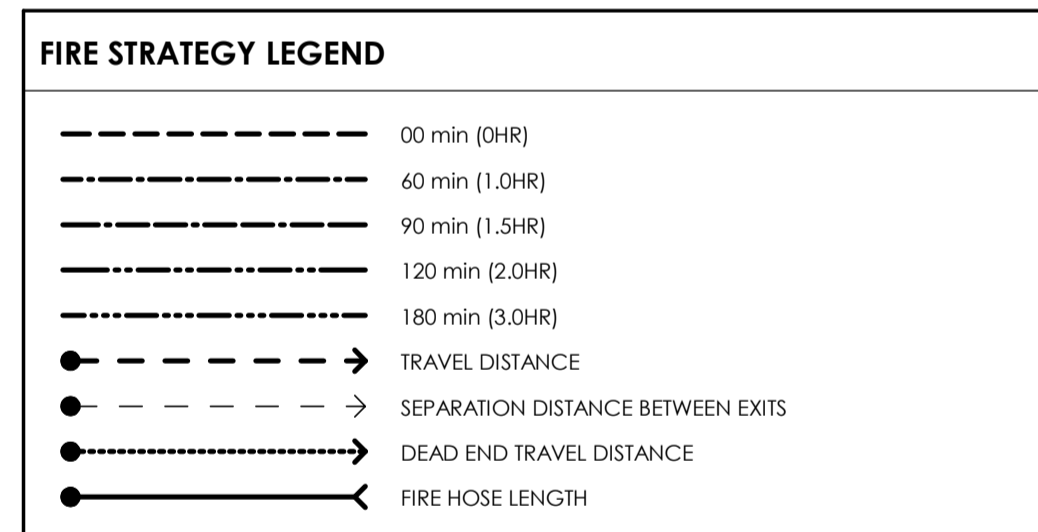 FIRE STRATEGY LEGEND
00 min (0HR)
60 min (1.0HR)
90 min (1.5HR)
120 min (2.0HR)
180 min (3.0HR)
TRAVEL DISTANCE
SEPARATION DISTANCE BETWEEN EXITS
DEAD END TRAVEL DISTANCE
FIRE HOSE LENGTH